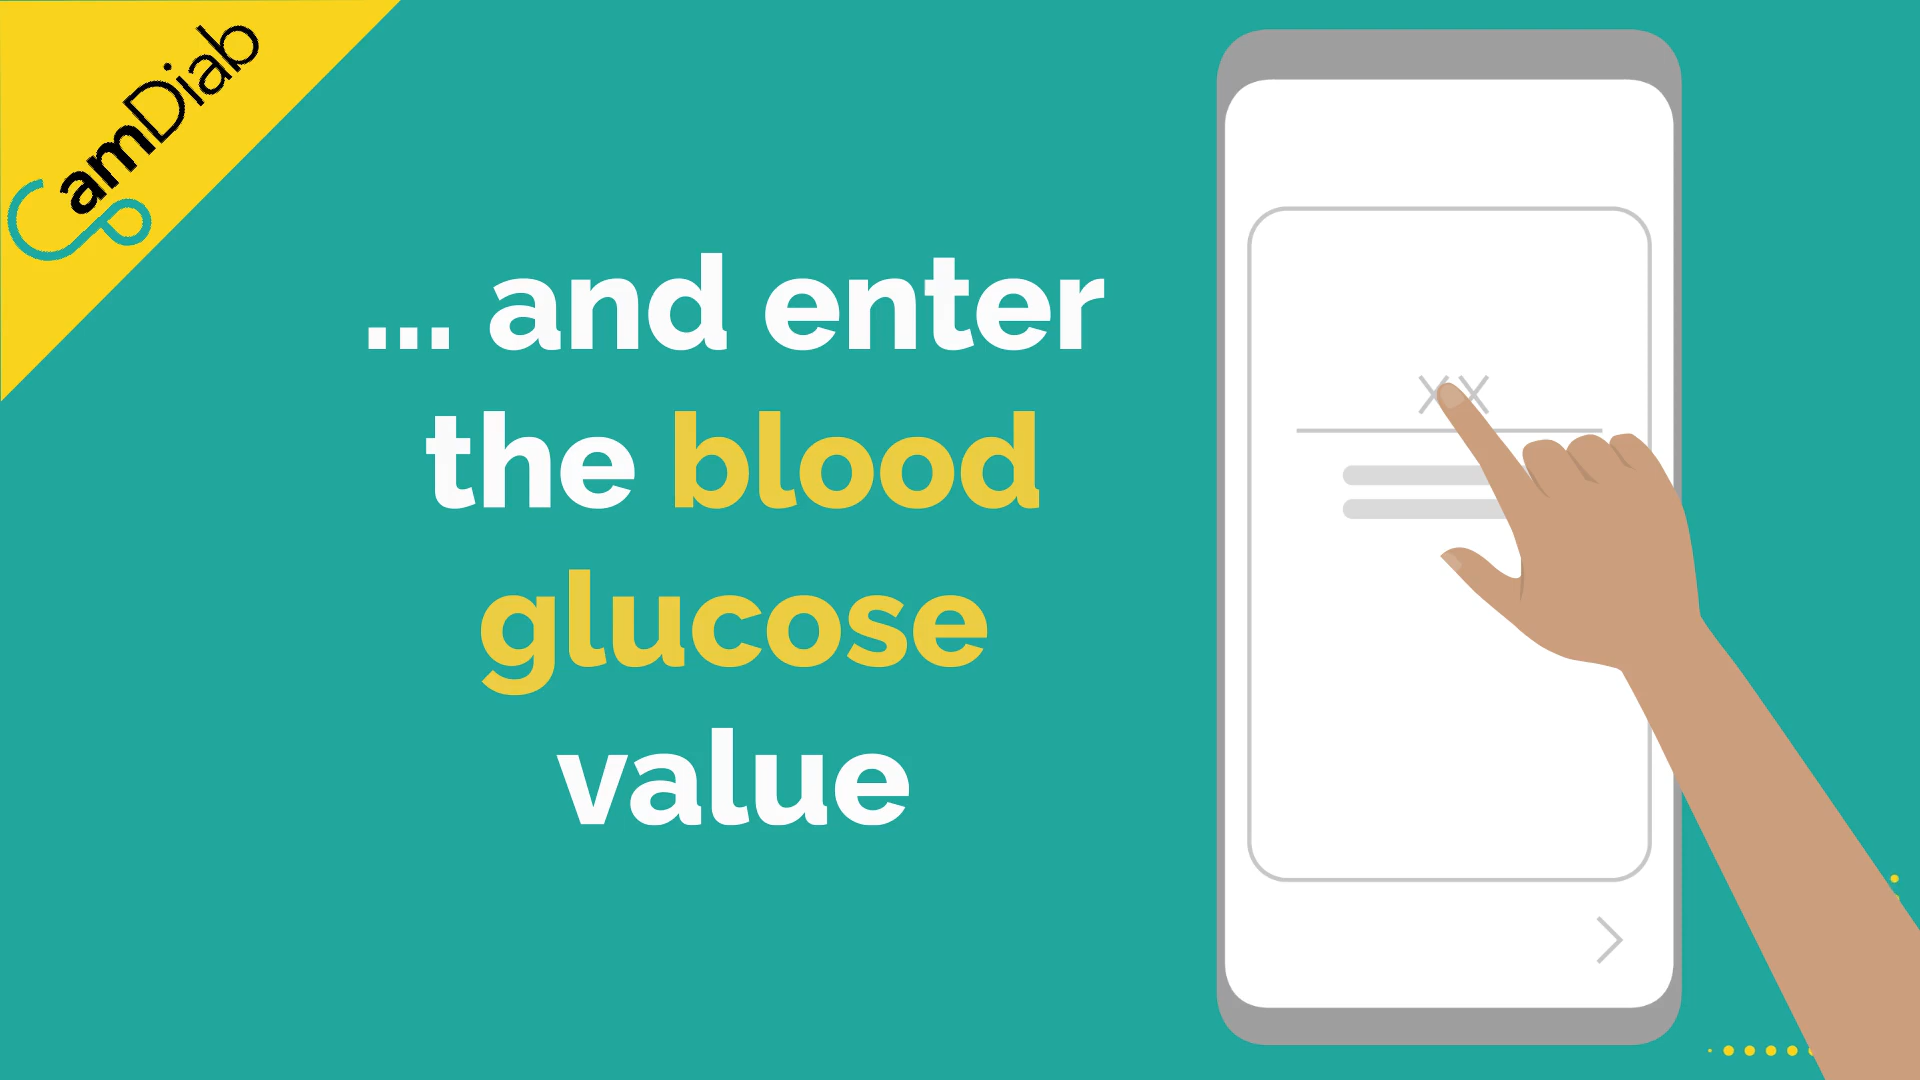 CamDiab
... and enter
the blood
glucose
value
XX